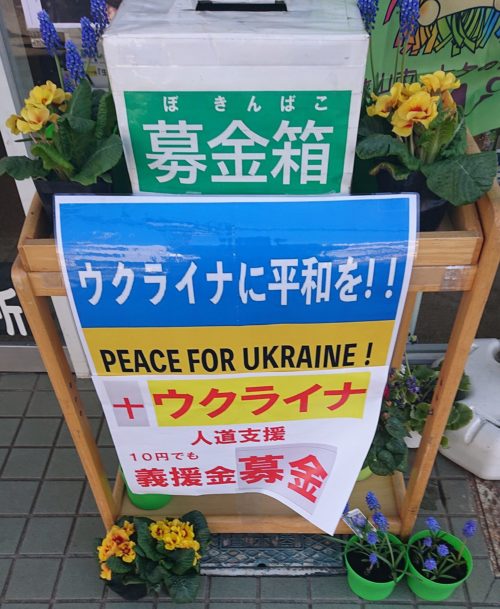 ぼきんばこ
募金箱
ウクライナに平和を!!
PEACE FOR UKRAINE !
+ウクライナ
人道支援
10円でも
義援金募金
所